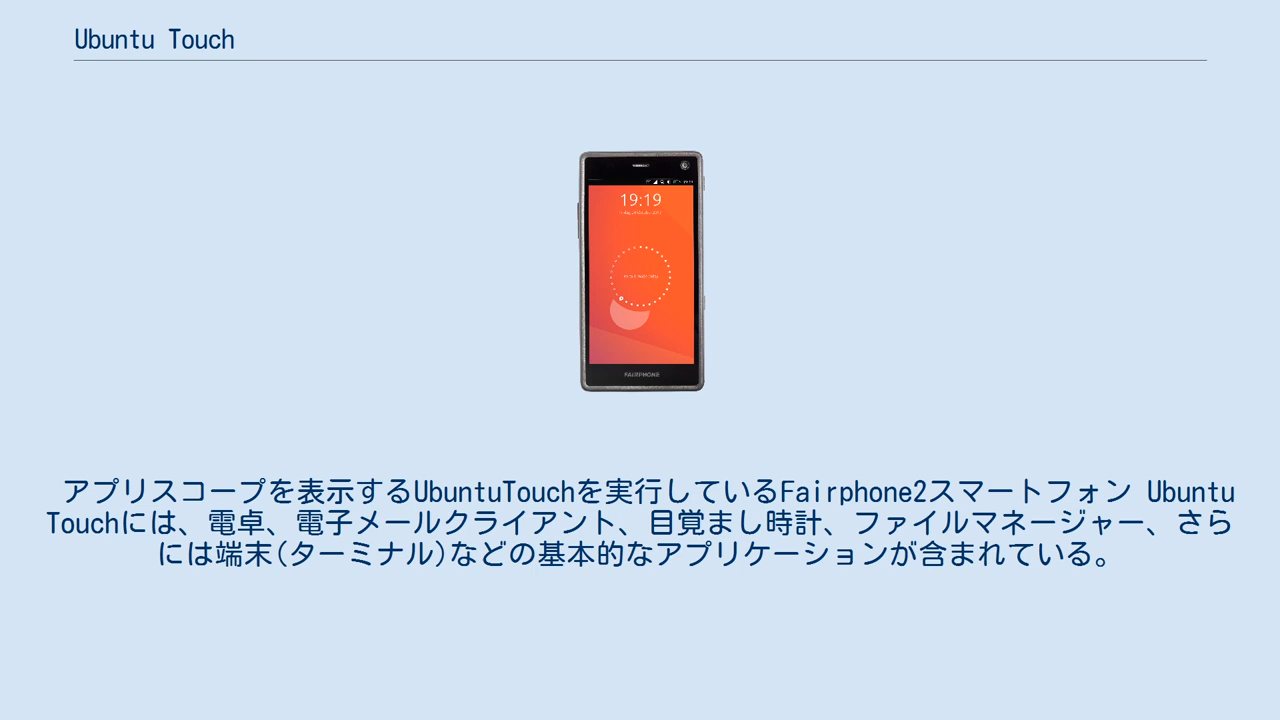 Ubuntu Touch
19:19
FAIRPHONE
アプリスコープを表示するUbuntuTouchを実行しているFairphone2スマートフォン Ubuntu
Touchには、電卓、電子メールクライアント、目覚まし時計、ファイルマネージャー、さら
には端末(ターミナル)などの基本的なアプリケーションが含まれている。